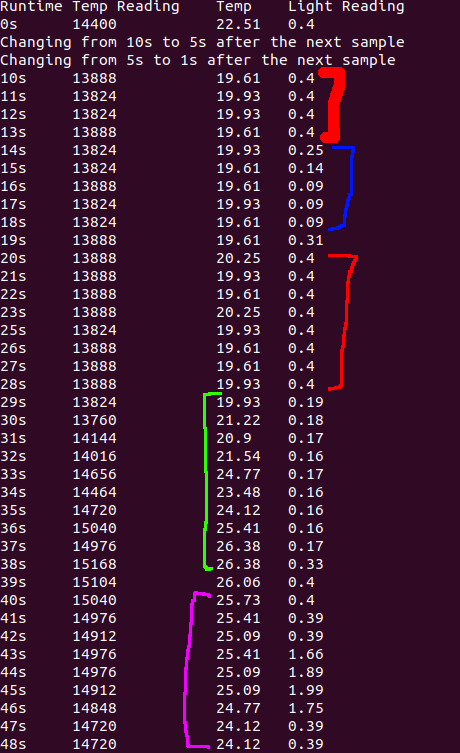 Runtime Temp Reading Temp Light Reading
0s 14400 22.51 0.4
Changing from 10s to 5s after the next sample
Changing from 5s to 1s after the next sample
10s 13888 19.61 0.4
11s 13824 19.93 0.4
12s 13824 19.93 0.4
13s 13888 19.61 0.4
14s 13824 19.93 0.25
15s 13824 19.61 0.14
16s 13888 19.61 0.09
17s 13824 19.93 0.09
18s 13824 19.61 0.09
19s 13888 19.61 0.31
20s 13888 20.25 0.4
21s 13888 19.93 0.4
22s 13888 19.61 0.4
23s 13888 20.25 0.4
25s 13824 19.93 0.4
26s 13888 19.61 0.4
27s 13888 19.61 0.4
28s 13888 19.93 0.4
29s 13824 19.93 0.19
30s 13760 21.22 0.18
31s 14144 20.9 0.17
32s 14016 21.54 0.16
33s 14656 24.77 0.17
34s 14464 23.48 0.16
35s 14720 24.12 0.16
36s 15040 25.41 0.16
37s 14976 26.38 0.17
38s 15168 26.38 0.33
39s 15104 26.06 0.4
40s 15040 25.73 0.4
41s 14976 25.41 0.39
42s 14912 25.09 0.39
43s 14976 25.41 1.66
44s 14976 25.09 1.89
45s 14912 25.09 1.99
46s 14848 24.77 1.75
47s 14720 24.12 0.39
48s 14720 24.12 0.39